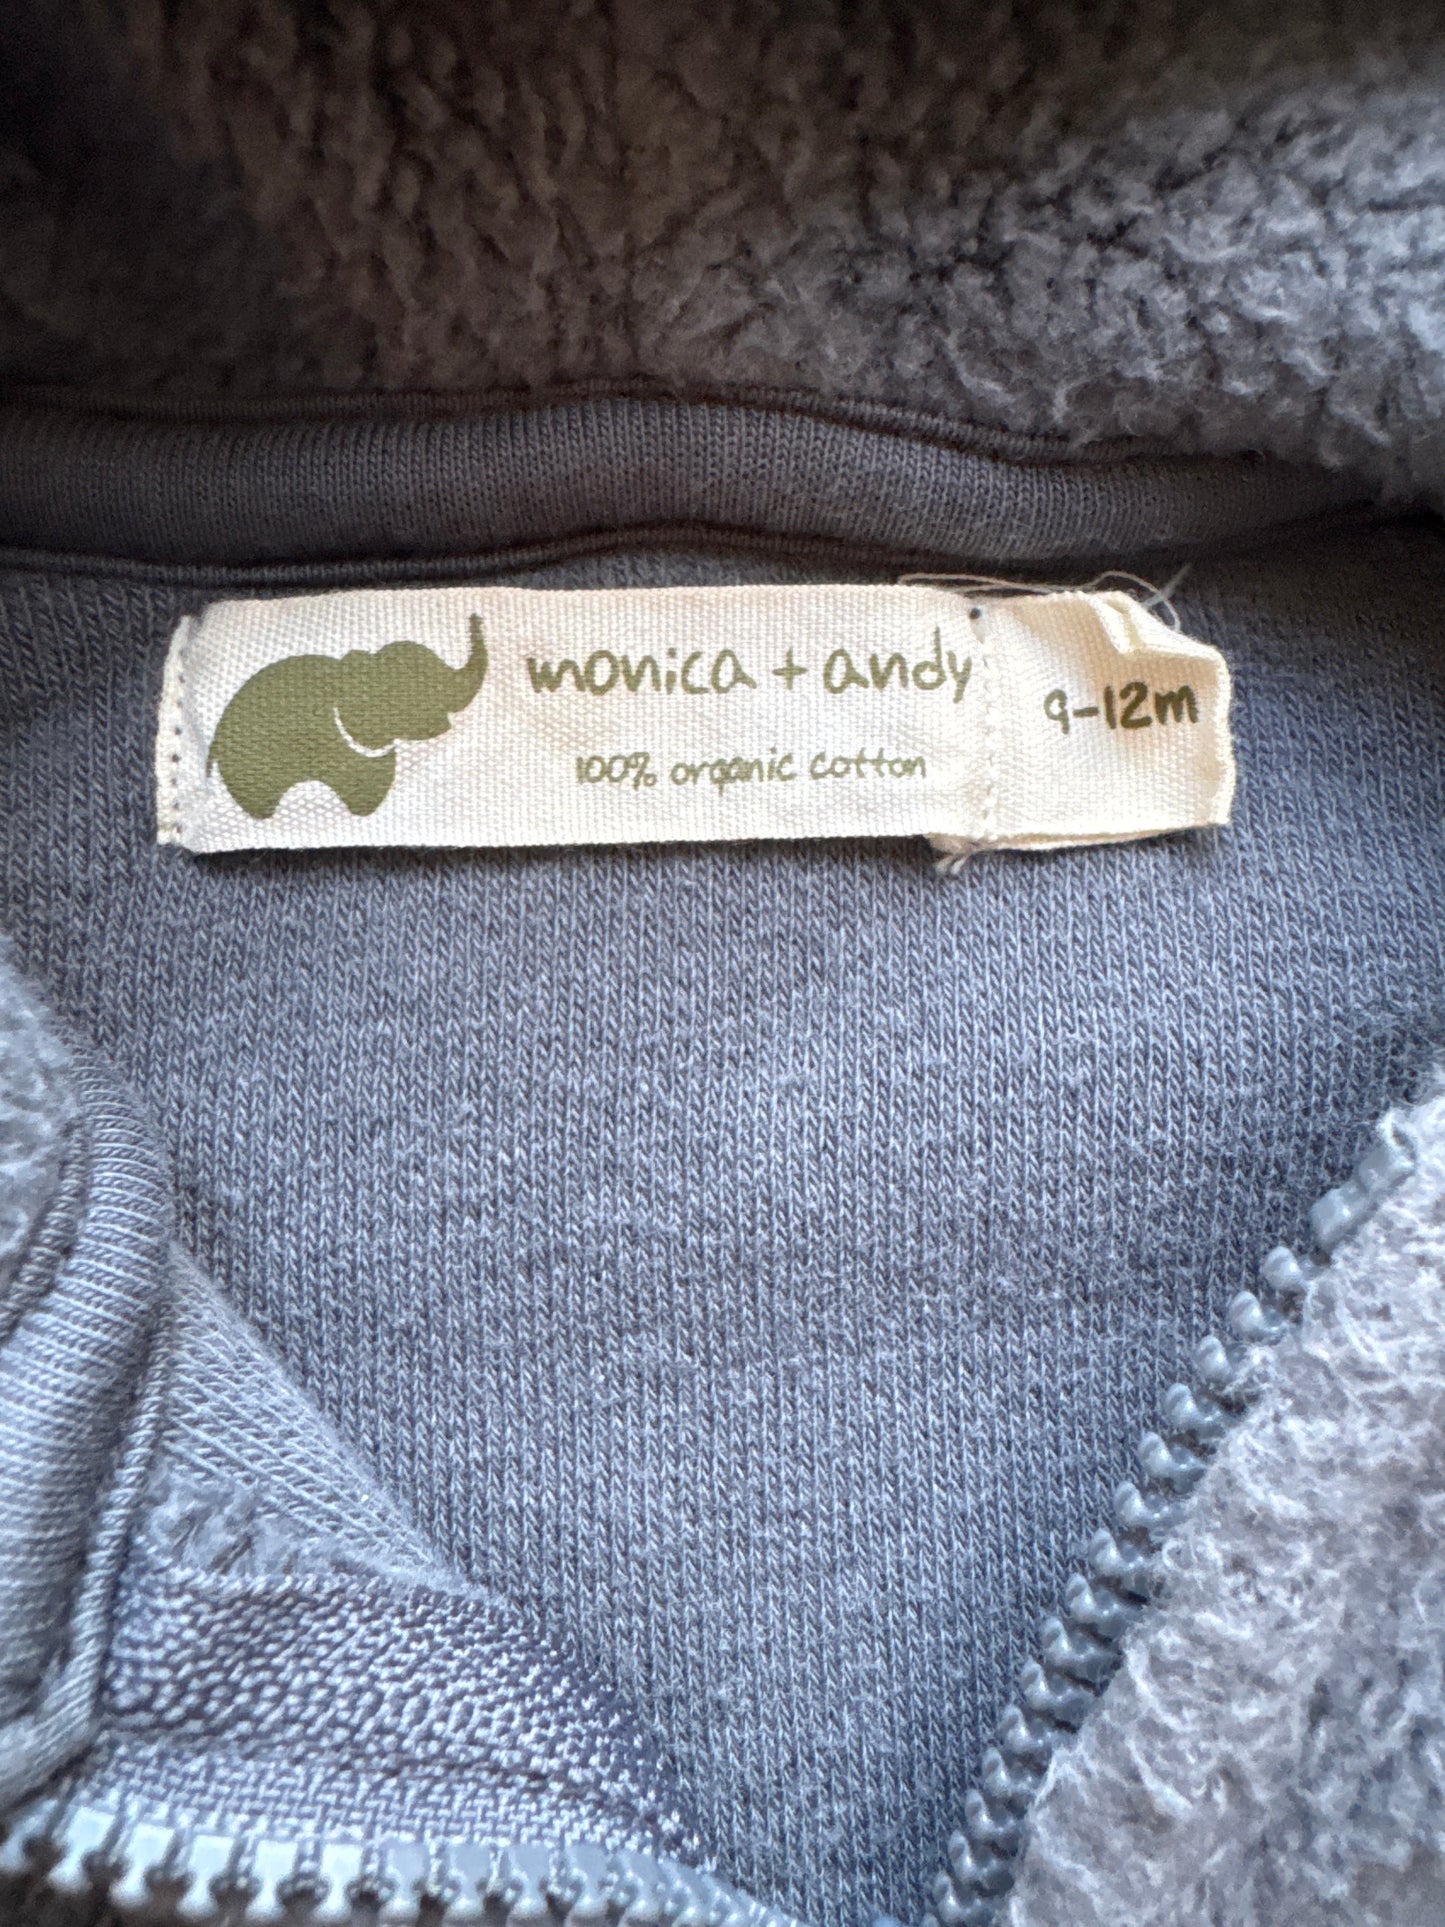 monica + andy
100% organic cotton
9-12m